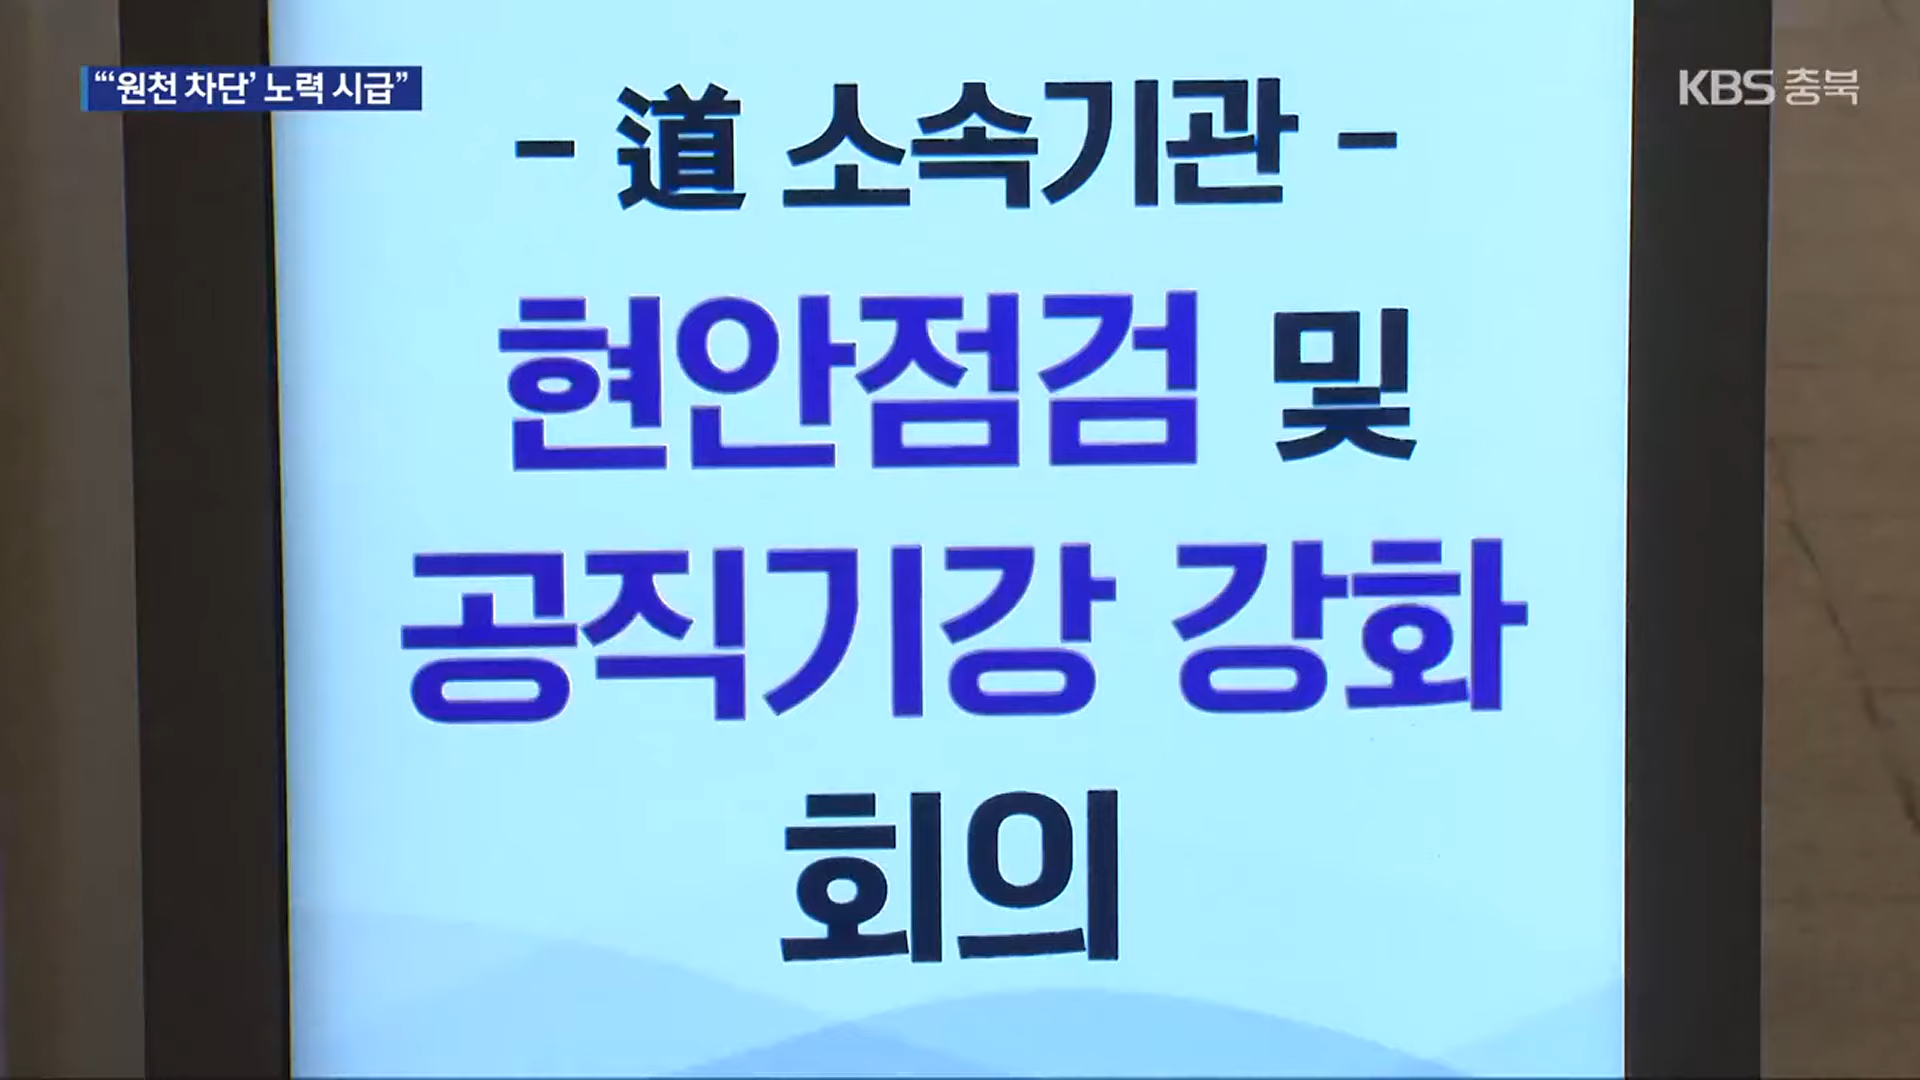 “‘원천 차단’ 노력 시급”
KBS 충북
- 道 소속기관 -
현안점검 및
공직기강 강화
회의